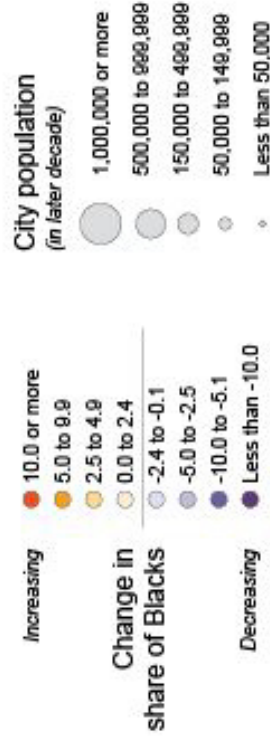 Increasing
Change in
share of Blacks
Decreasing
10.0 or more
5.0 to 9.9
2.5 to 4.9
0.0 to 2.4
-2.4 to -0.1
-5.0 to -2.5
-10.0 to -5.1
Less than -10.0
City population
(in later decade)
1,000,000 or more
500,000 to 999,999
150,000 to 499,999
50,000 to 149,999
Less than 50,000